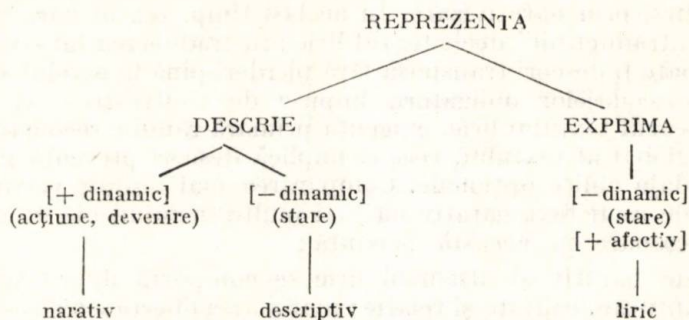 REPREZENTA
DESCRIE EXPRIMA
[+ dinamic] [— dinamic] [— dinamic]
(acțiune, devenire) (stare) (stare)
[+ afectiv]
narativ descriptiv liric